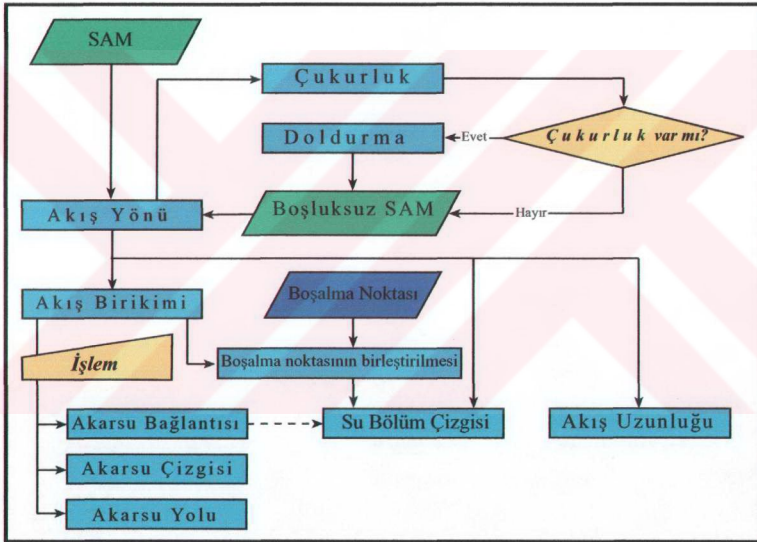 SAM
Çukurluk
Çukurluk var mı?
Doldurma
Evet
Boşluksuz SAM
Hayır
Akış Yönü
Akış Birikimi
Boşalma Noktası
İşlem
Boşalma noktasının birleştirilmesi
Akarsu Bağlantısı
Su Bölüm Çizgisi
Akış Uzunluğu
Akarsu Çizgisi
Akarsu Yolu